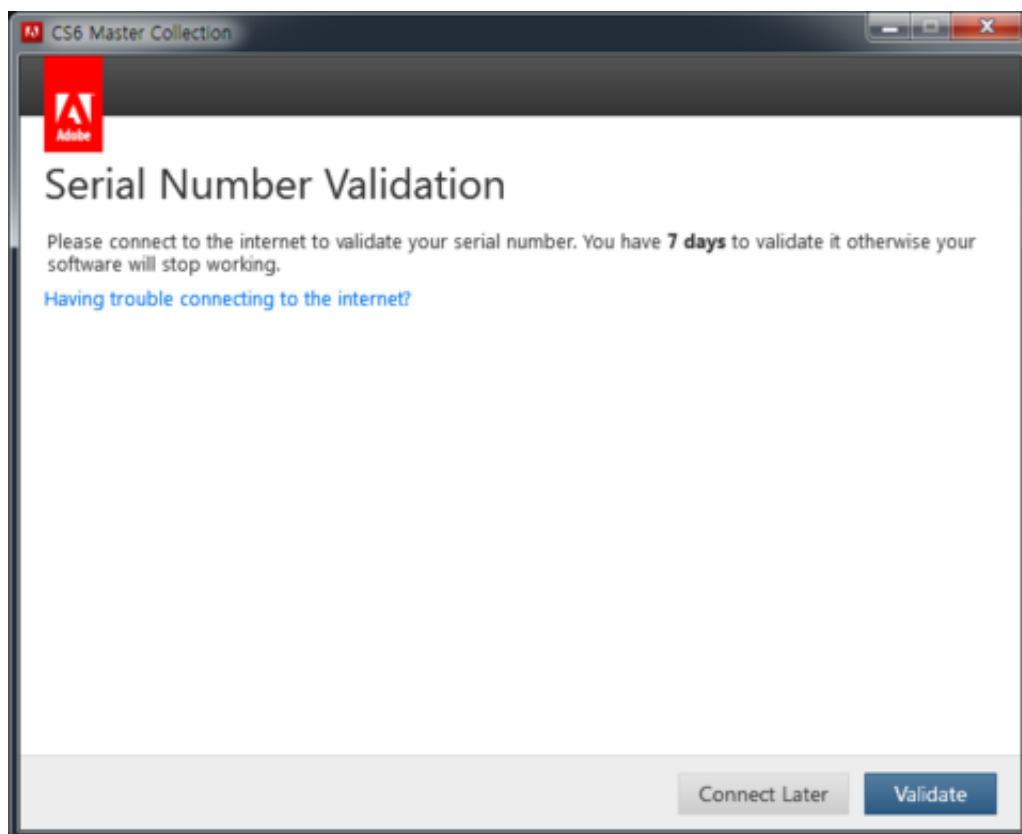 CS6 Master Collection
Adobe
Serial Number Validation
Please connect to the internet to validate your serial number. You have 7 days to validate it otherwise your
software will stop working.
Having trouble connecting to the internet?
Connect Later
Validate